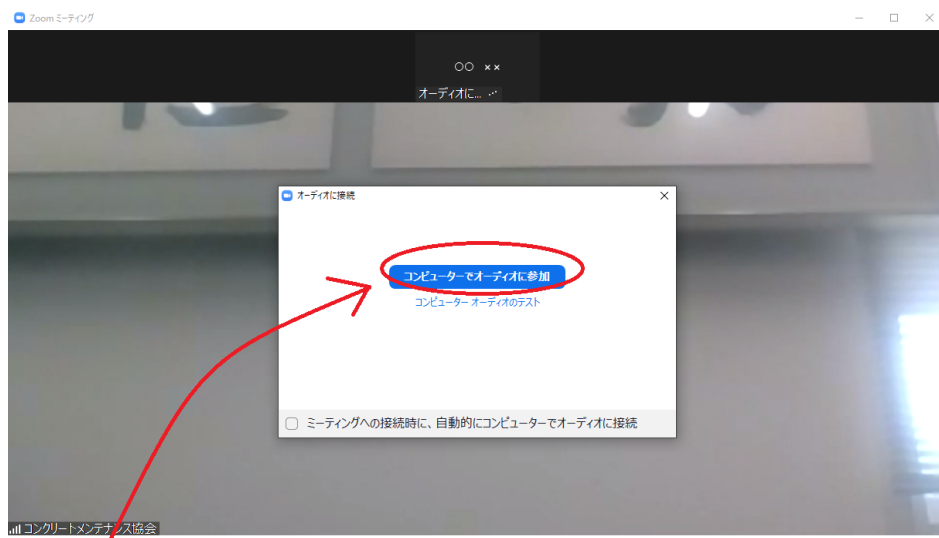 Zoom ミーティング
○○ ××
オーディオに...
オーディオに接続
コンピューターでオーディオに参加
コンピューター オーディオのテスト
ミーティングへの接続時に、自動的にコンピューターでオーディオに接続
コンクリートメンテナンス協会